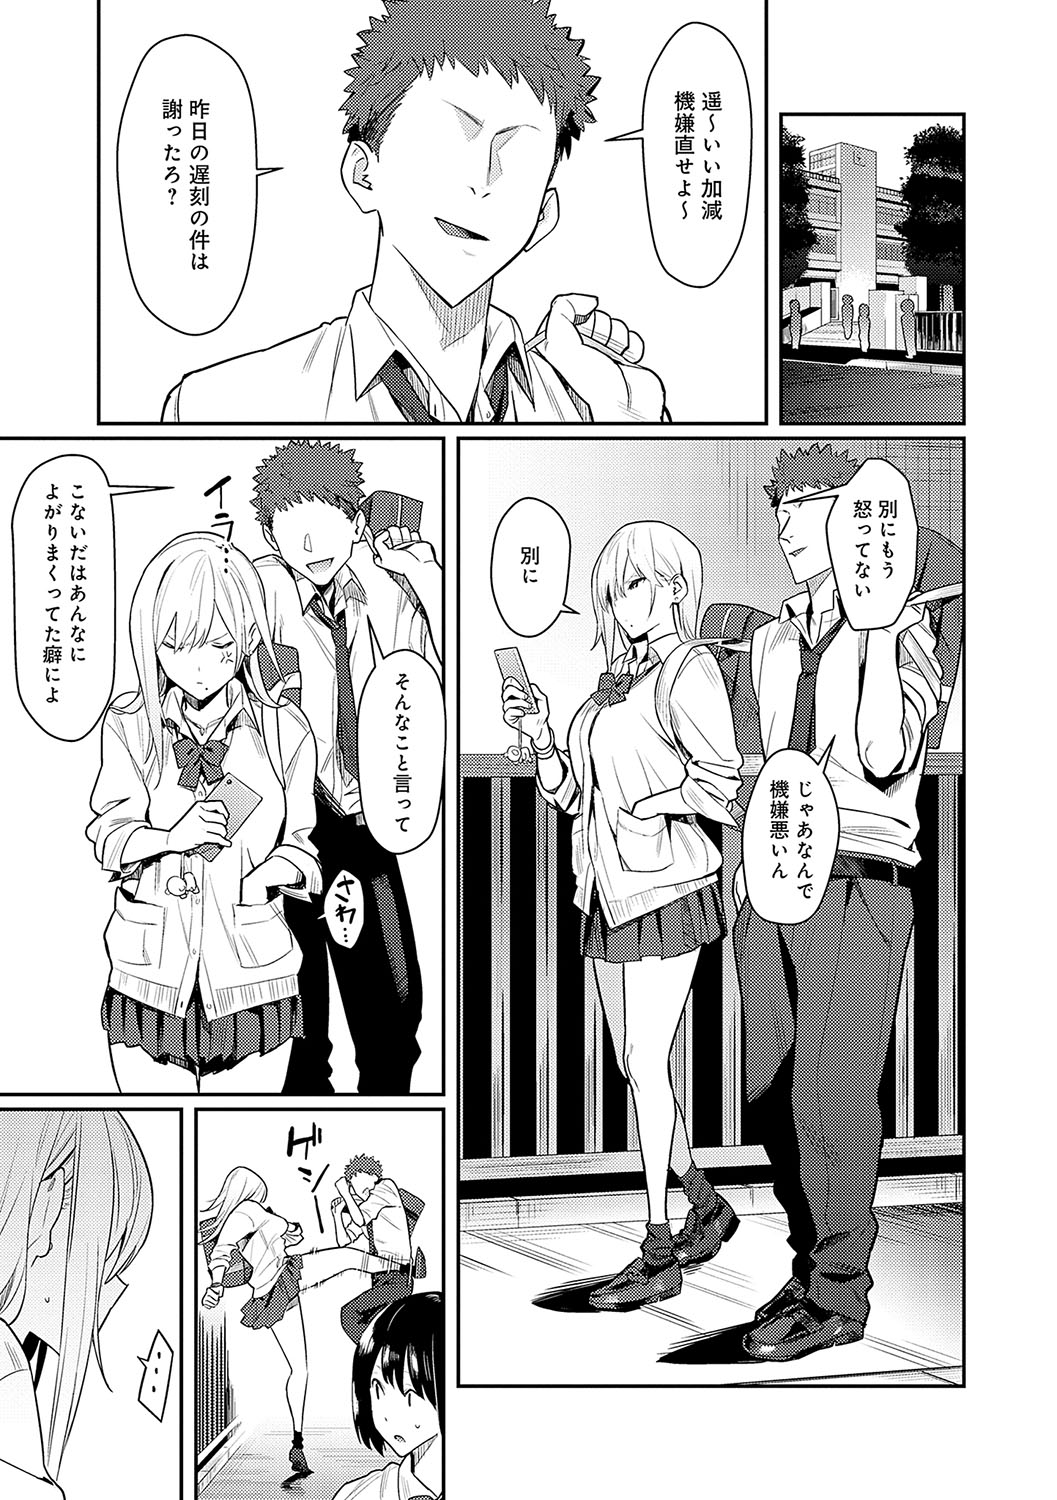 遥～いい加減
機嫌直せよ～
昨日の遅刻の件は
謝ったろ？
別にもう
怒ってない
じゃあなんで
機嫌悪いん
別に
そんなこと言って
こないだはあんなに
よがりまくってた癖によ
イラ…
さわ…
ゲシッ
…